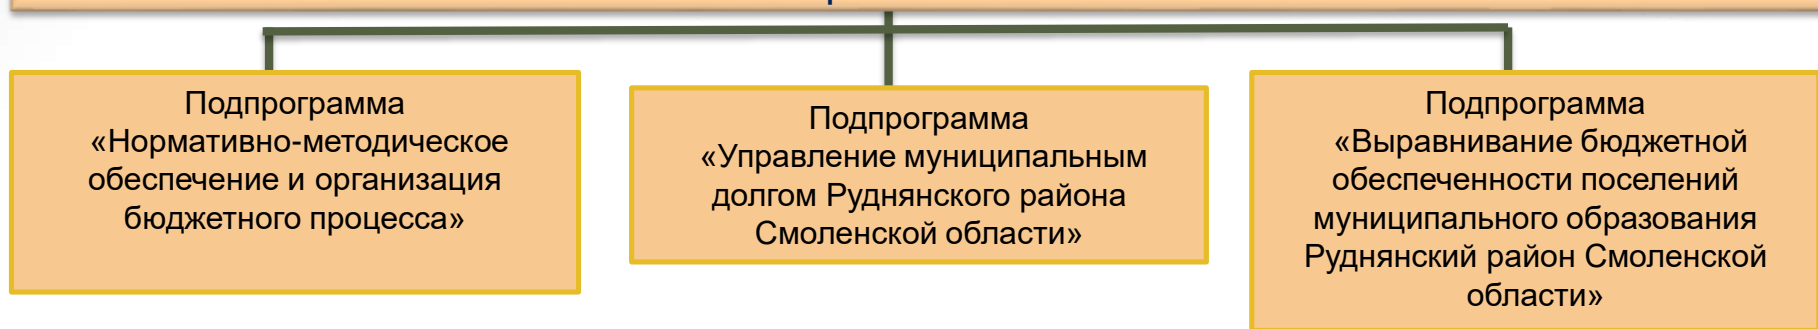 Подпрограмма
«Нормативно-методическое
обеспечение и организация
бюджетного процесса»
Подпрограмма
«Управление муниципальным
долгом Руднянского района
Смоленской области»
Подпрограмма
«Выравнивание бюджетной
обеспеченности поселений
муниципального образования
Руднянский район Смоленской
области»